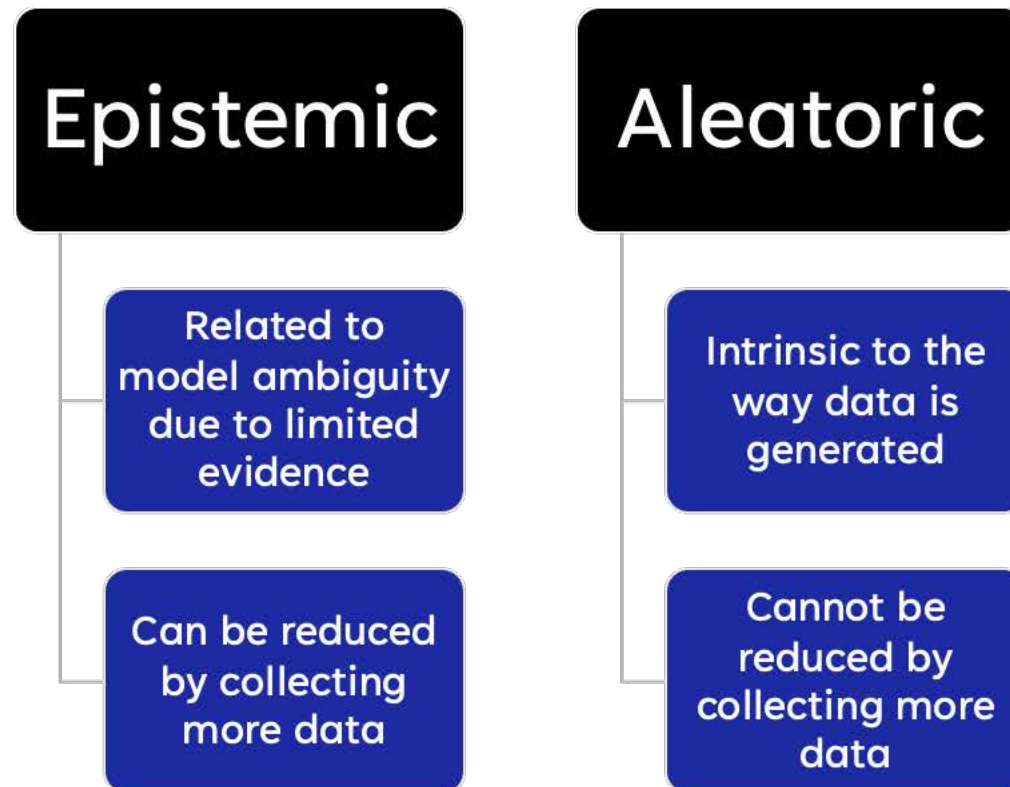 Epistemic
Related to
model ambiguity
due to limited
evidence
Can be reduced
by collecting
more data
Aleatoric
Intrinsic to the
way data is
generated
Cannot be
reduced by
collecting more
data